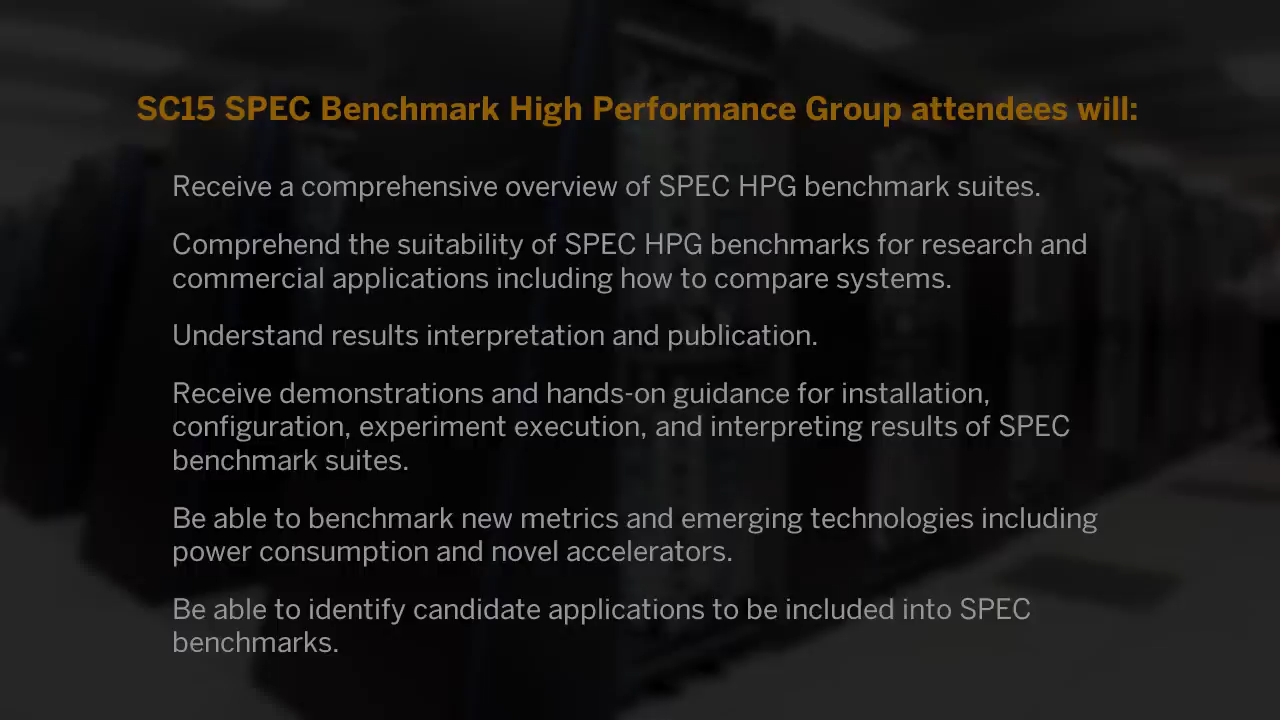 SC15 SPEC Benchmark High Performance Group attendees will:
Receive a comprehensive overview of SPEC HPG benchmark suites.
Comprehend the suitability of SPEC HPG benchmarks for research and
commercial applications including how to compare systems.
Understand results interpretation and publication.
Receive demonstrations and hands-on guidance for installation,
configuration, experiment execution, and interpreting results of SPEC
benchmark suites.
Be able to benchmark new metrics and emerging technologies including
power consumption and novel accelerators.
Be able to identify candidate applications to be included into SPEC
benchmarks.